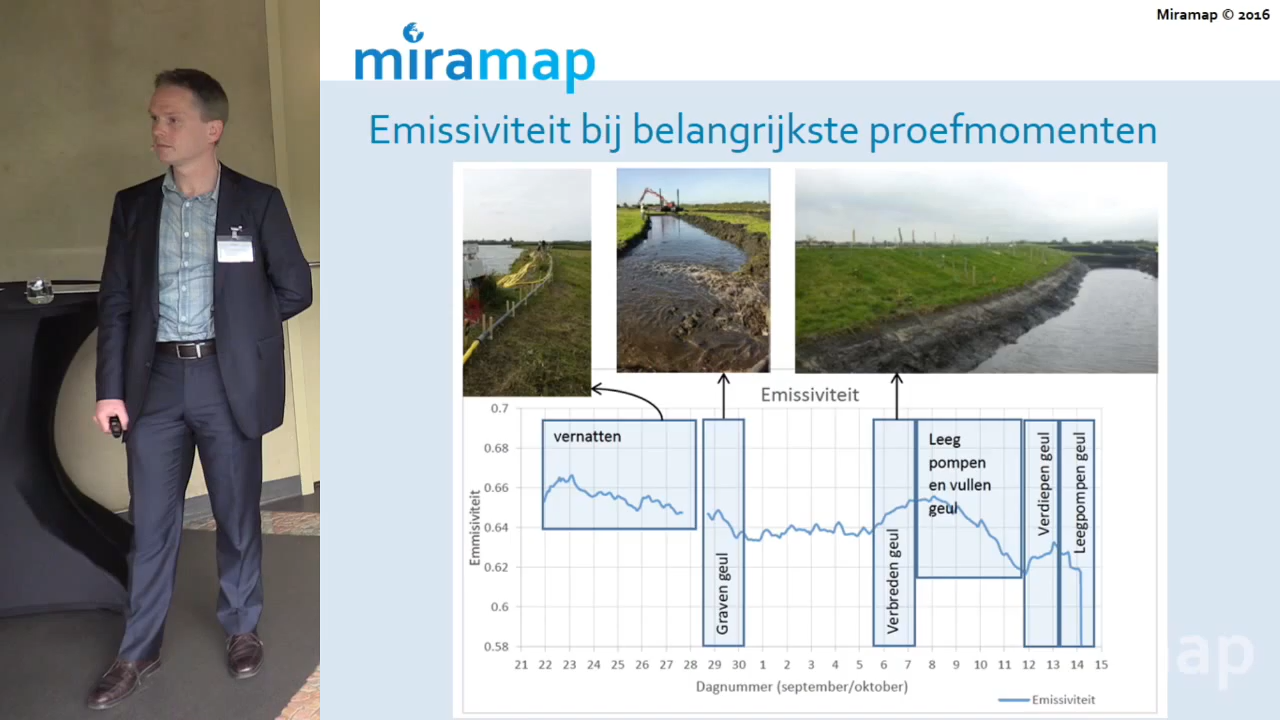 Miramap © 2016
miramap
Emissiviteit bij belangrijkste proefmomenten
Emissiviteit
0.7
0.68
0.66
0.64
0.62
0.6
0.58
Emmisiviteit
vernatten
Graven geul
Verbreden geul
Leeg
pompen
en vullen
geul
Verdiepen geul
Leegpompen geul
21 22 23 24 25 26 27 28 29 30 1 2 3 4 5 6 7 8 9 10 11 12 13 14 15
Dagnummer (september/oktober)
Emissiviteit
ap